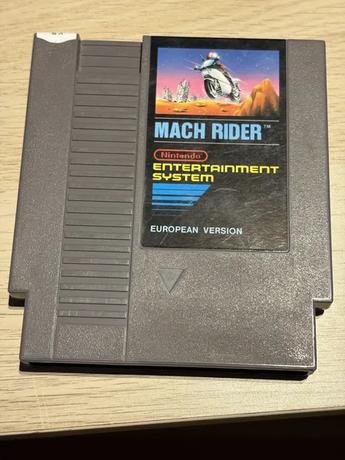 MACH RIDER™
Nintendo
ENTERTAINMENT
SYSTEM
EUROPEAN VERSION